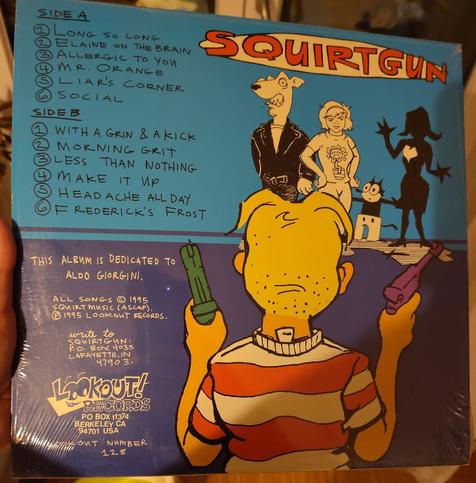 SIDE A
1 LONG SO LONG
2 ELAINE ON THE BRAIN
3 ALLERGIC TO YOU
4 MR. ORANGE
5 LIAR'S CORNER
6 SOCIAL
SIDE B
1 WITH A GRIN & A KICK
2 MORNING GRIT
3 LESS THAN NOTHING
4 MAKE IT UP
5 HEADACHE ALL DAY
6 FREDERICK'S FROST
SQUIRTGUN
THIS ALBUM IS DEDICATED TO
ALDO GIORGINI.
ALL SONGS © 1995
SQUIRT MUSIC (ASCAP).
℗ 1995 LOOKOUT RECORDS.
write to
SQUIRTGUN:
P.O. BOX 4035
LAFAYETTE, IN
47903.
LOOKOUT!
RECORDS
PO BOX 11374
BERKELEY CA
94701 USA
LOOKOUT NUMBER
128